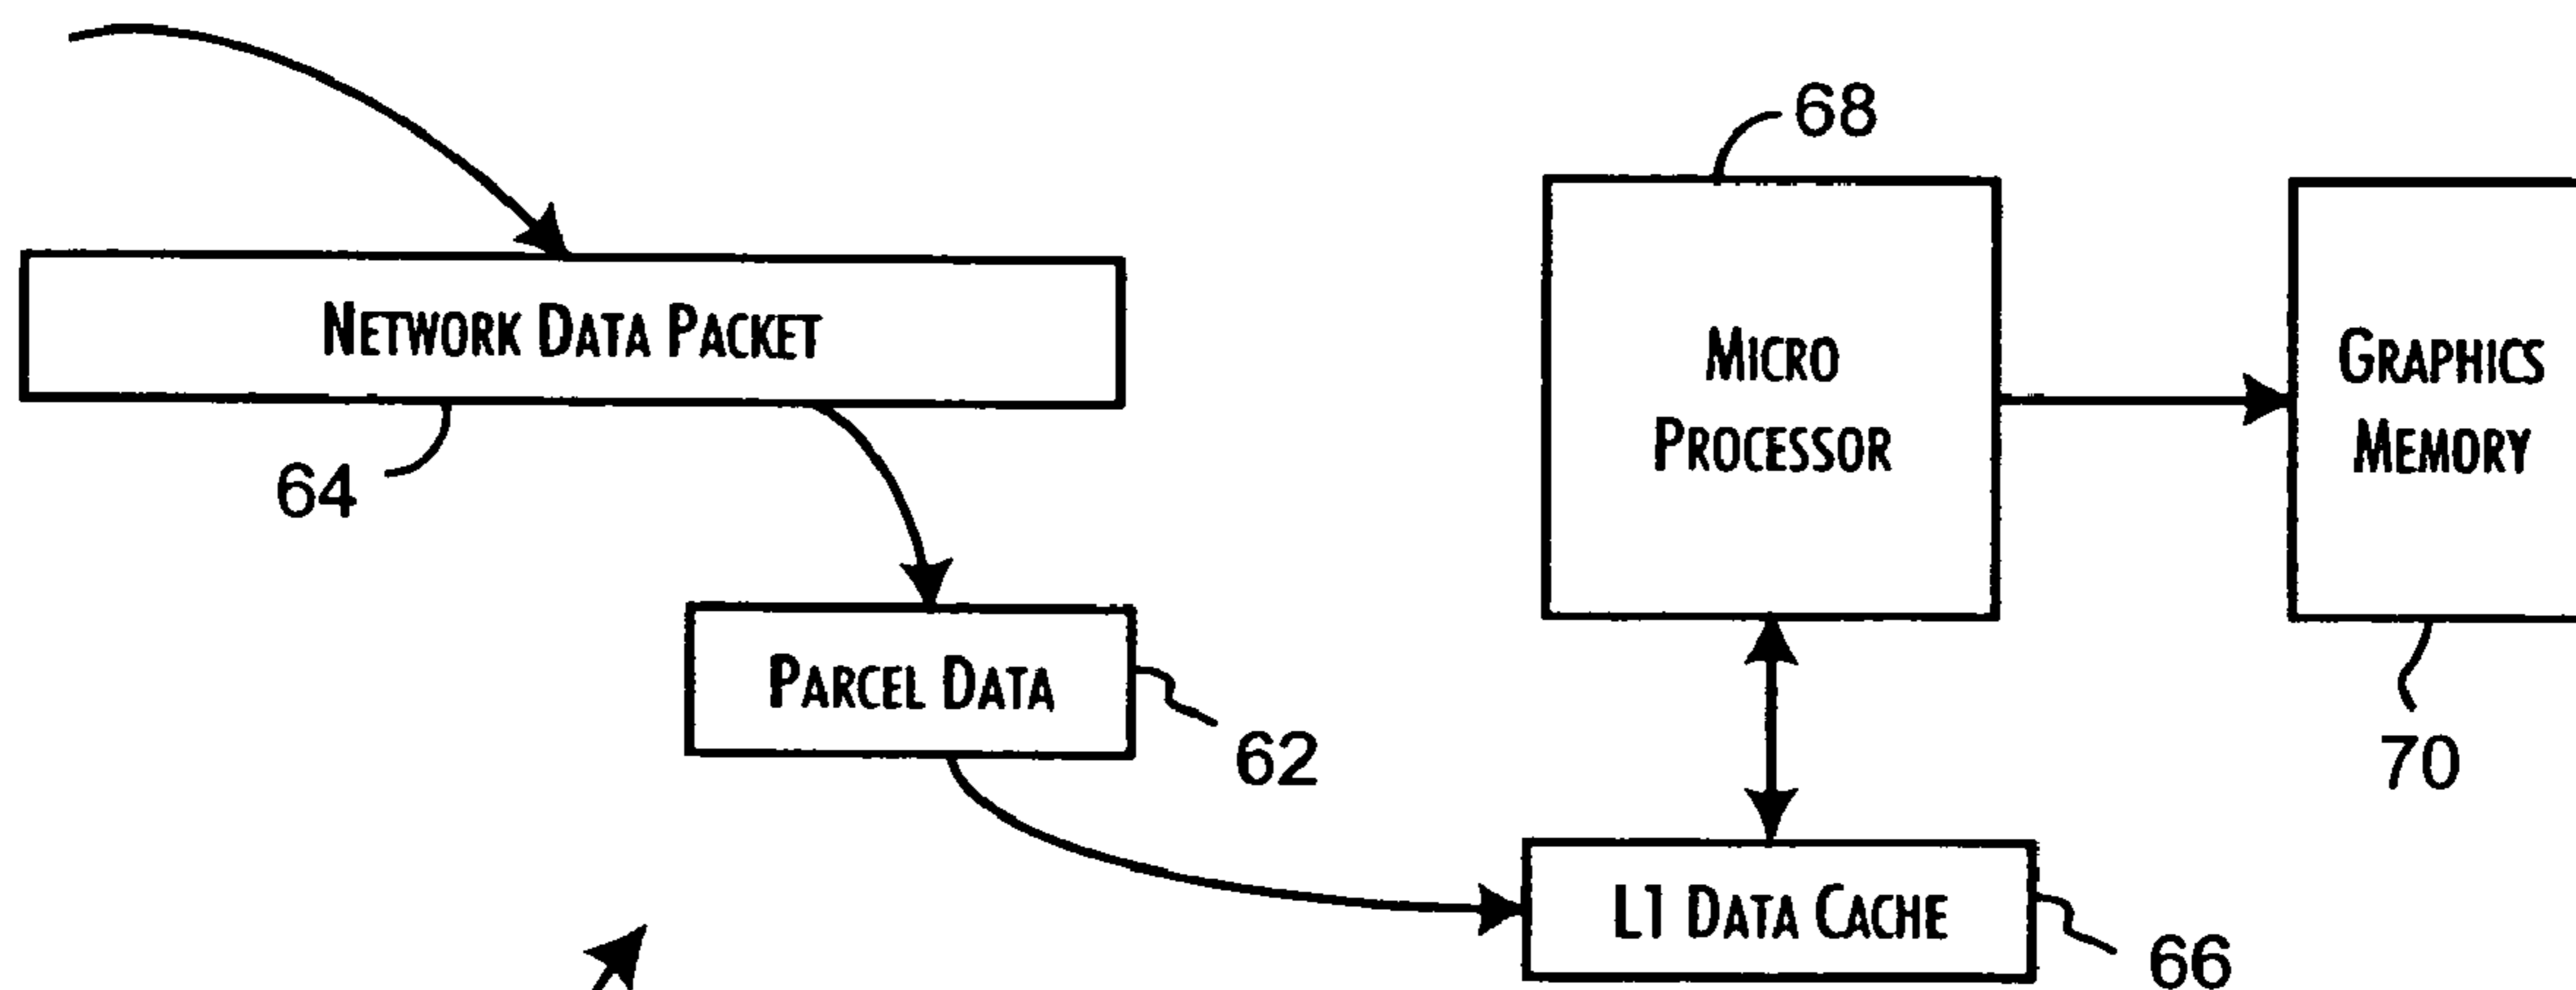 68
NETWORK DATA PACKET
MICRO
PROCESSOR
GRAPHICS
MEMORY
64
PARCEL DATA
62
70
L1 DATA CACHE
66